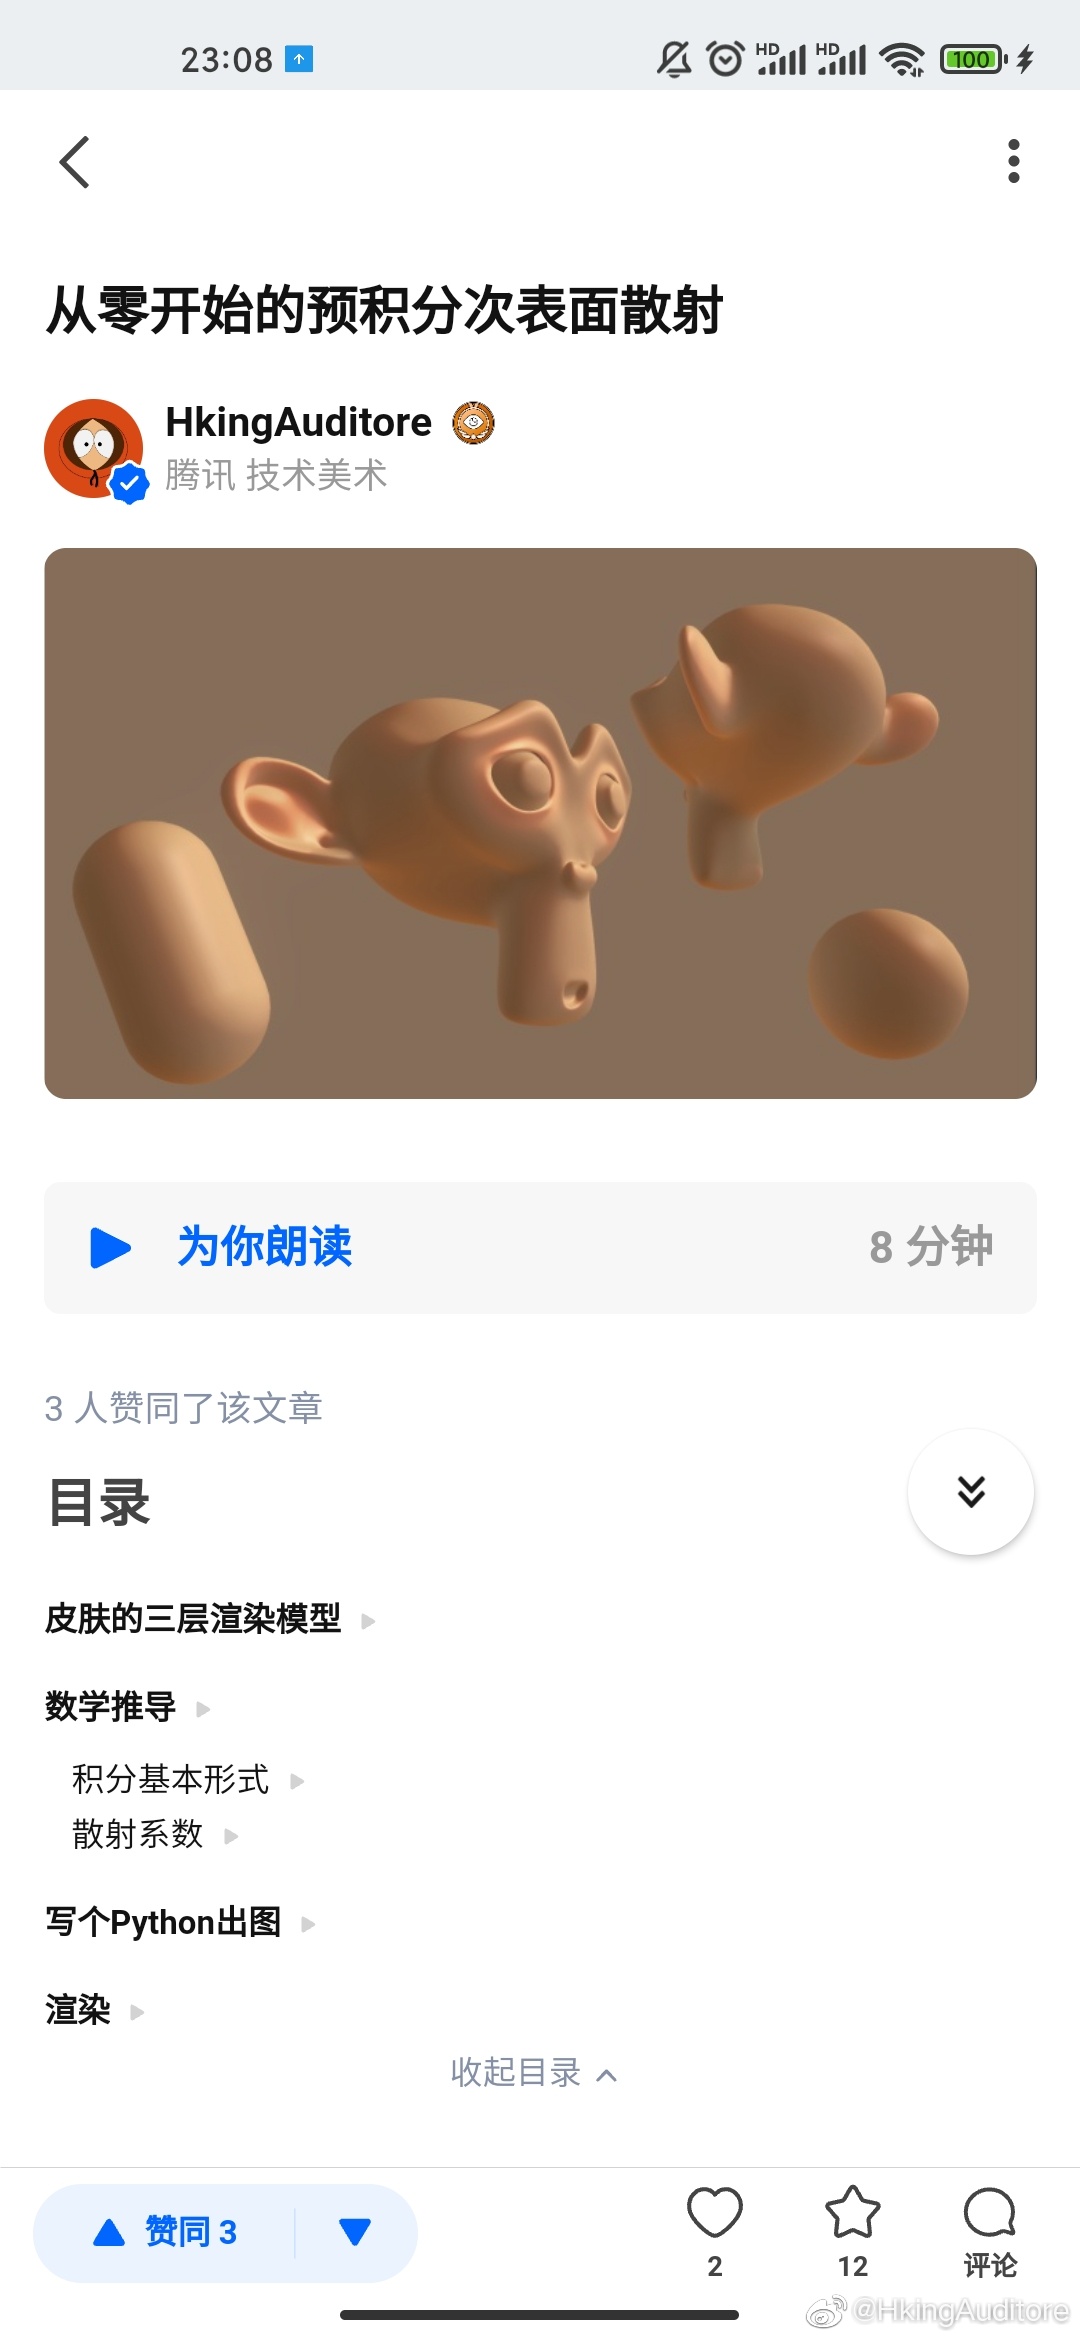 23:08
HD HD 100
从零开始的预积分次表面散射
HkingAuditore
腾讯 技术美术
为你朗读 8 分钟
3 人赞同了该文章
目录
皮肤的三层渲染模型
数学推导
积分基本形式
散射系数
写个Python出图
渲染
收起目录
赞同 3
2 12 评论
@HkingAuditore